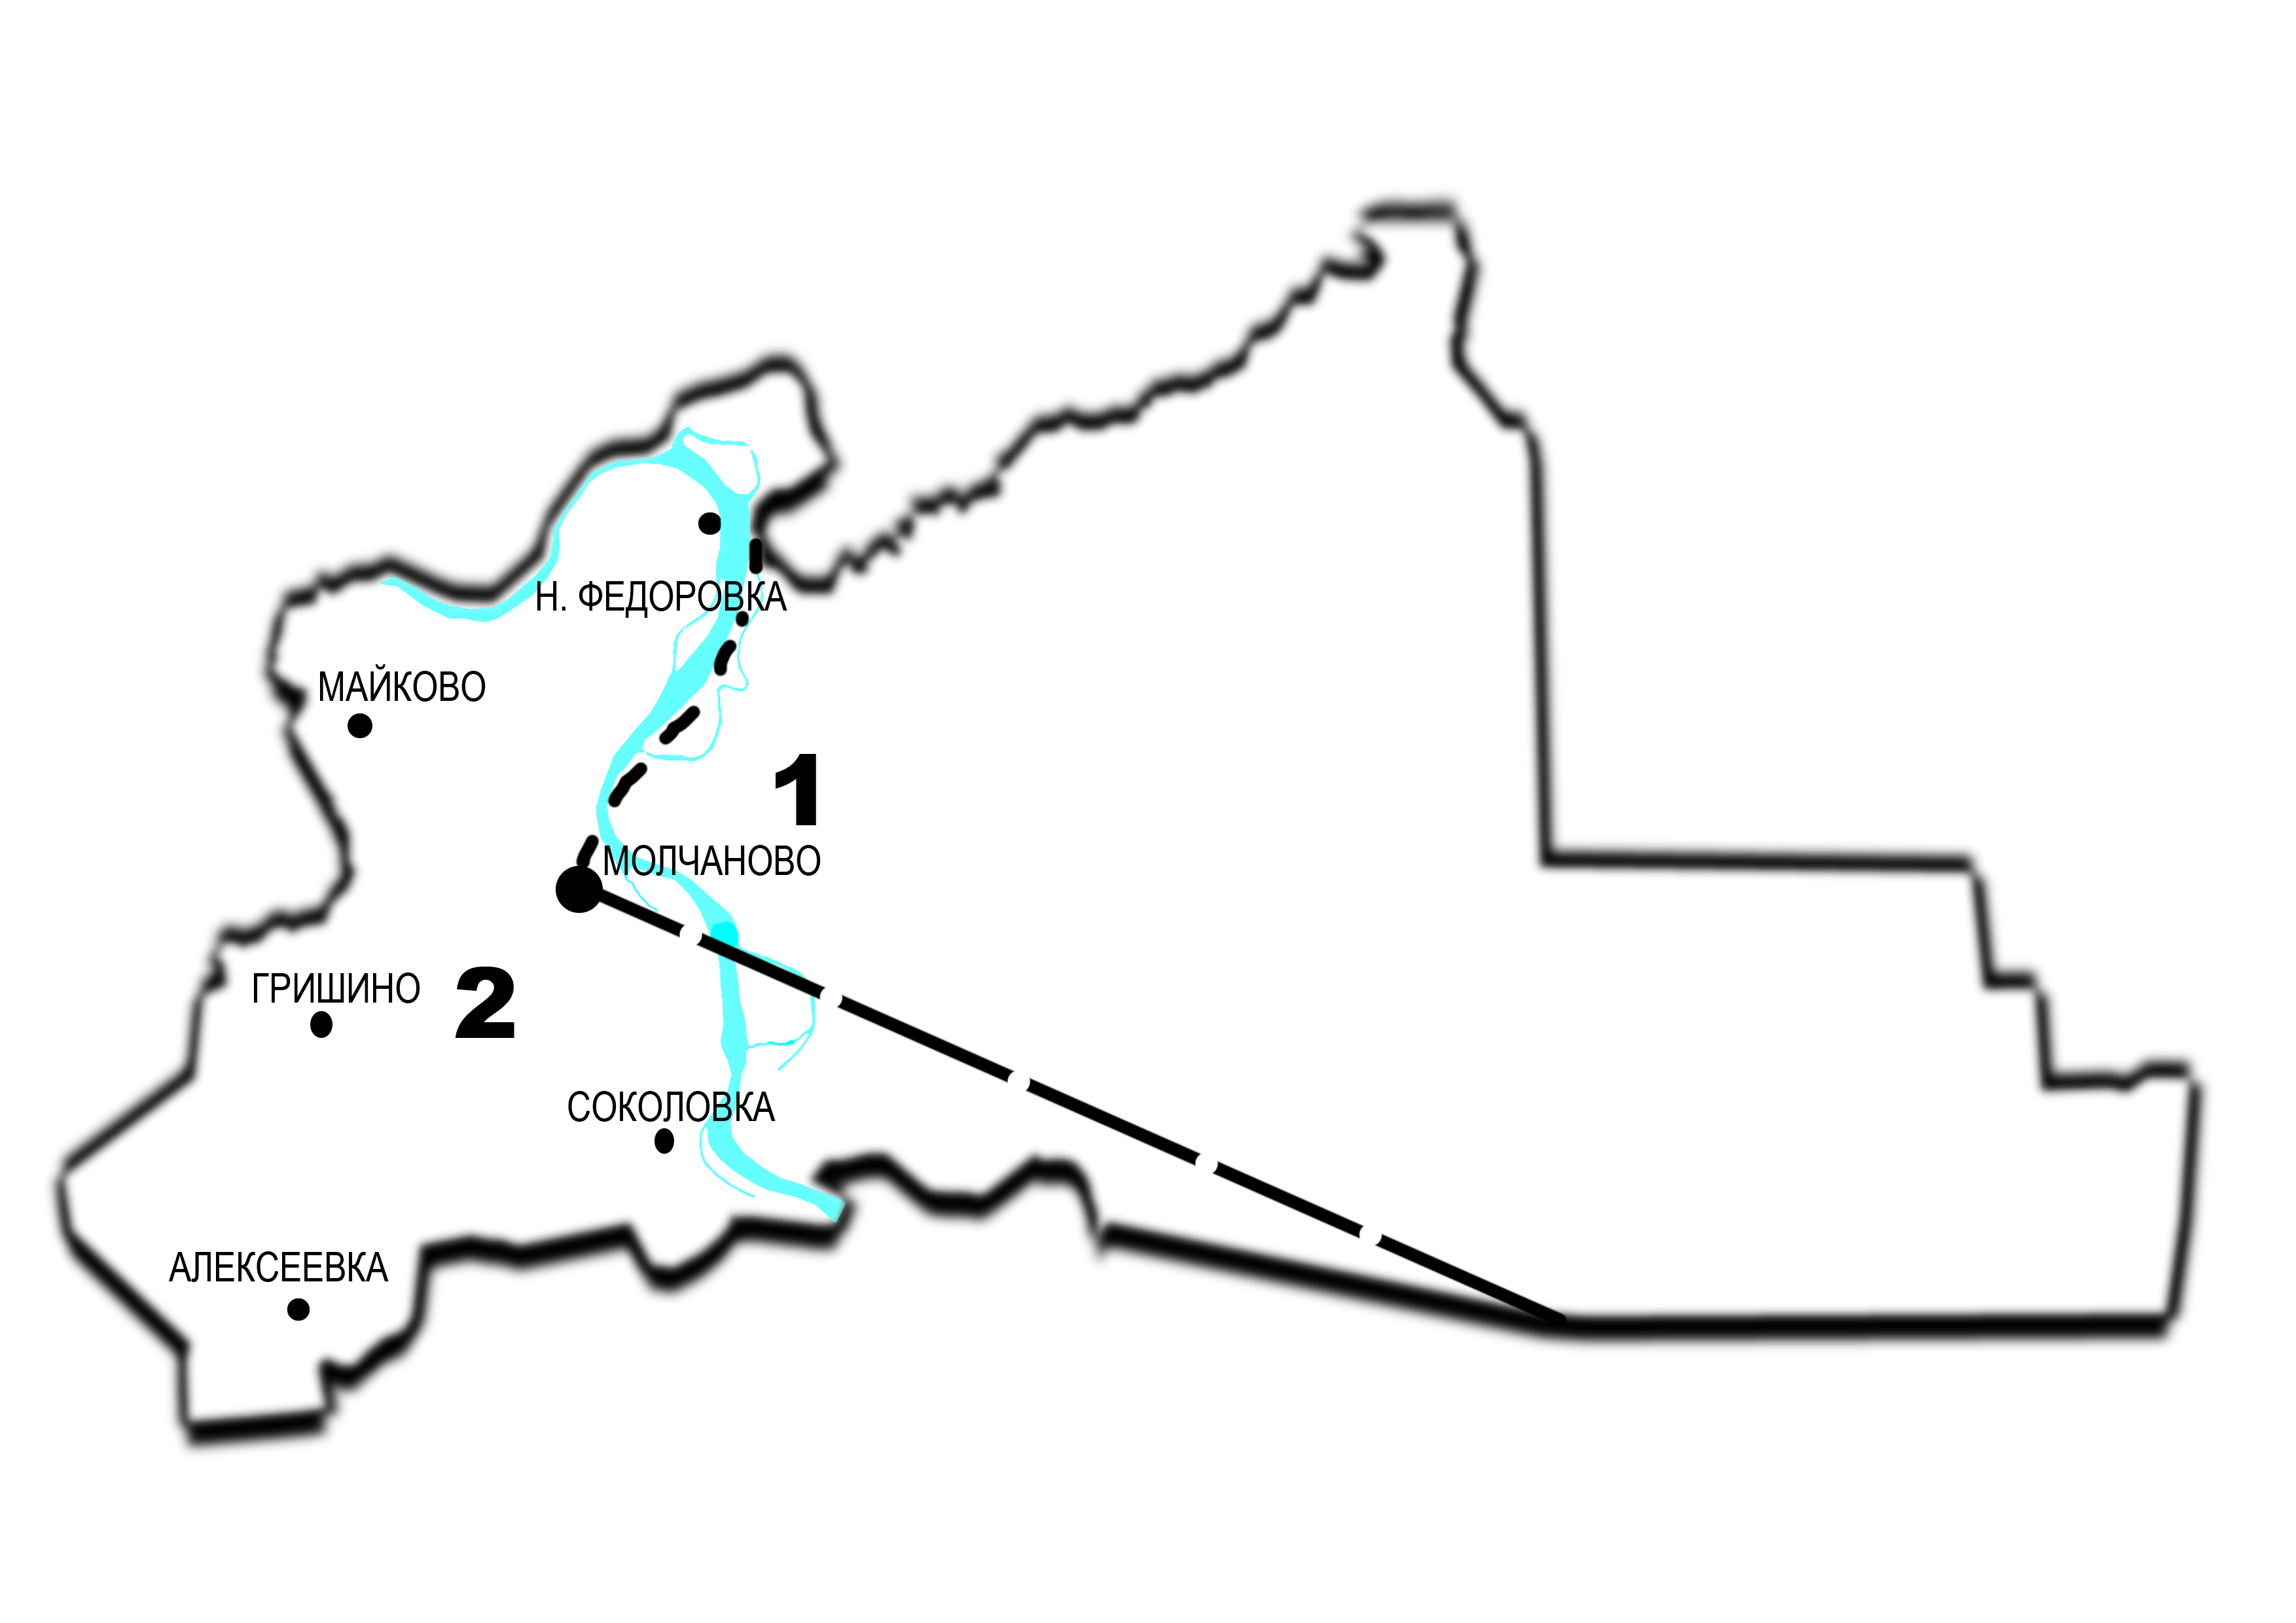 Н. ФЕДОРОВКА
МАЙКОВО
1
МОЛЧАНОВО
ГРИШИНО
2
СОКОЛОВКА
АЛЕКСЕЕВКА